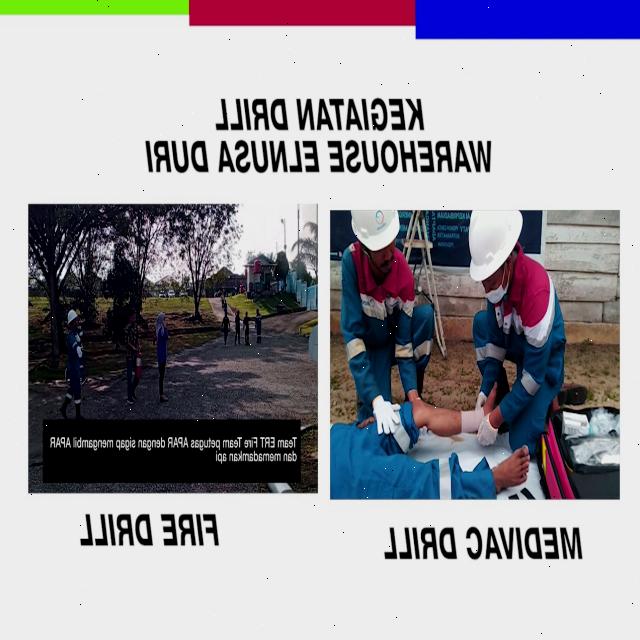 KEGIATAN DRILL
WAREHOUSE ELNUSA DURI
Team ERT Fire Team petugas APAR dengan sigap mengambil APAR
dan memadamkan api
FIRE DRILL
MEDIVAC DRILL